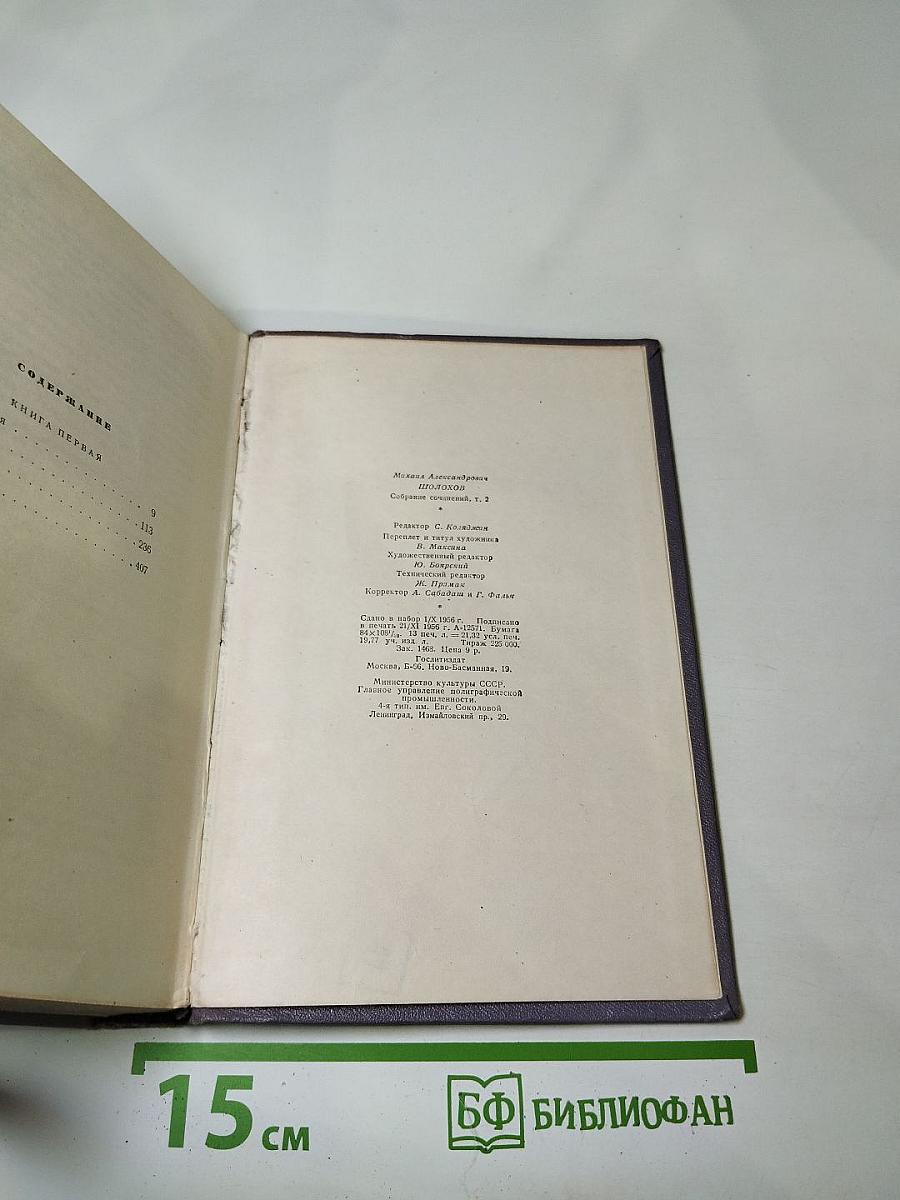 СОДЕРЖАНИЕ
КНИГА ПЕРВАЯ
9
113
236
407
Михаил Александрович
ШОЛОХОВ
Собрание сочинений, т. 2
*
Редактор С. Коляджин
Переплет и титул художника
В. Максина
Художественный редактор
Ю. Боярский
Технический редактор
Ж. Примак
Корректор А. Сабадаш и Г. Фальк
*
Сдано в набор 1/X 1956 г. Подписано
в печать 21/XI 1956 г. А-12571. Бумага
84×108¹/₃₂. 13 печ. л. = 21,32 усл. печ.
19,77 уч. изд. л. Тираж 225 000.
Зак. 1468. Цена 9 р.
Гослитиздат
Москва, Б-66, Ново-Басманная, 19.
Министерство культуры СССР.
Главное управление полиграфической
промышленности.
4-я тип. им. Евг. Соколовой
Ленинград, Измайловский пр., 29.
15 см
БФ БИБЛИОФАН